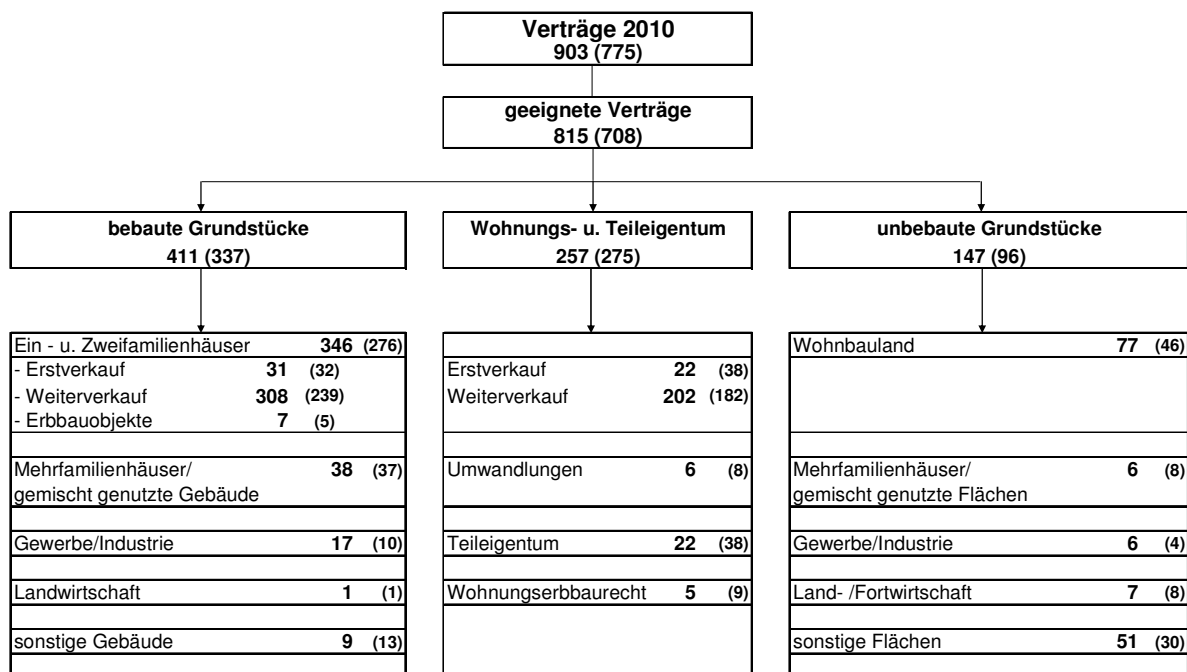 Verträge 2010
903 (775)
geeignete Verträge
815 (708)
bebaute Grundstücke
411 (337)
Ein - u. Zweifamilienhäuser 346 (276)
- Erstverkauf 31 (32)
- Weiterverkauf 308 (239)
- Erbbauobjekte 7 (5)
Mehrfamilienhäuser/ 38 (37)
gemischt genutzte Gebäude
Gewerbe/Industrie 17 (10)
Landwirtschaft 1 (1)
sonstige Gebäude 9 (13)
Wohnungs- u. Teileigentum
257 (275)
Erstverkauf 22 (38)
Weiterverkauf 202 (182)
Umwandlungen 6 (8)
Teileigentum 22 (38)
Wohnungserbbaurecht 5 (9)
unbebaute Grundstücke
147 (96)
Wohnbauland 77 (46)
Mehrfamilienhäuser/ 6 (8)
gemischt genutzte Flächen
Gewerbe/Industrie 6 (4)
Land- /Fortwirtschaft 7 (8)
sonstige Flächen 51 (30)